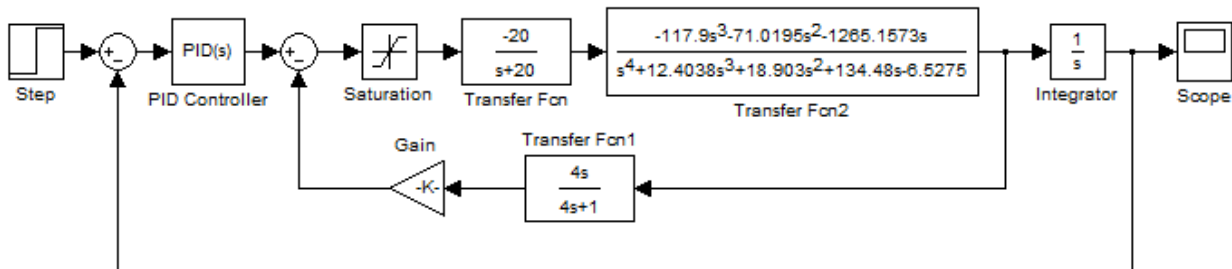 Step
+
−
PID(s)
PID Controller
+
−
Saturation
-20
s+20
Transfer Fcn
-117.9s³-71.0195s²-1265.1573s
s⁴+12.4038s³+18.903s²+134.48s-6.5275
Transfer Fcn2
1
s
Integrator
Scope
Gain
-K-
Transfer Fcn1
4s
4s+1